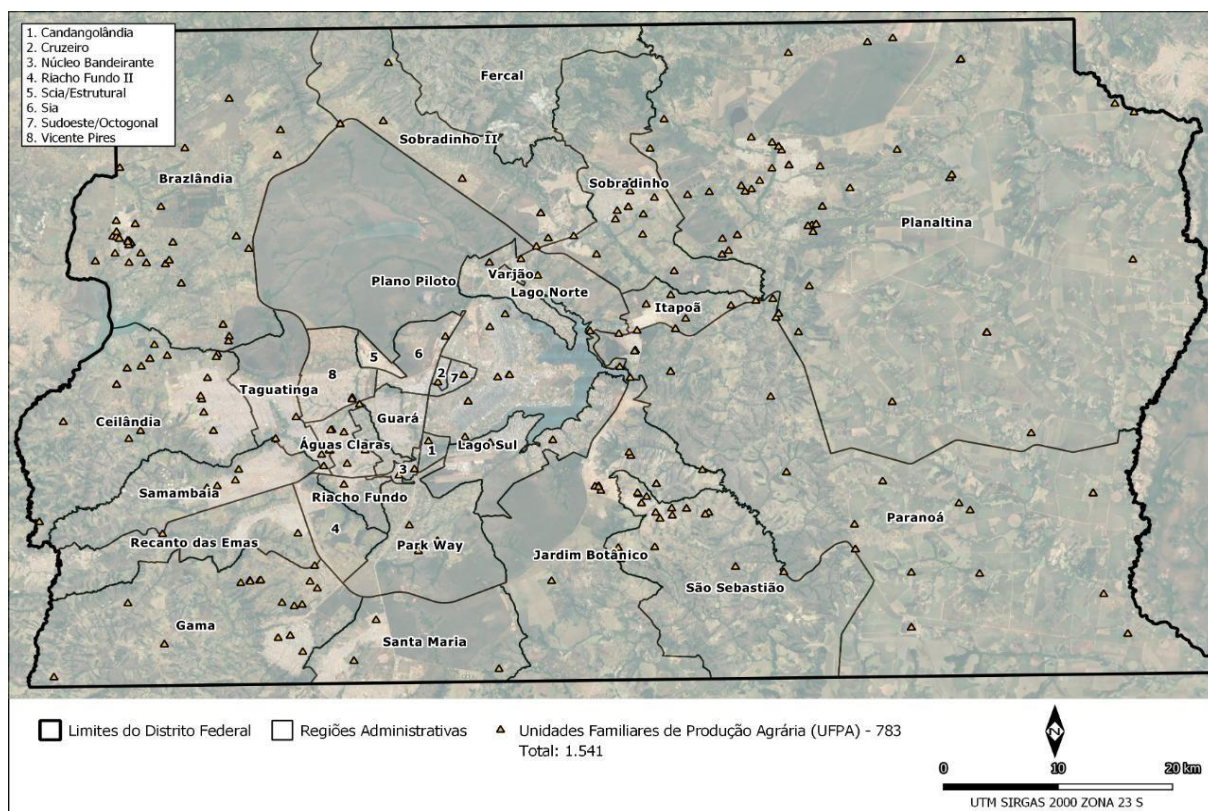 1. Candangolândia
2. Cruzeiro
3. Núcleo Bandeirante
4. Riacho Fundo II
5. Scia/Estrutural
6. Sia
7. Sudoeste/Octogonal
8. Vicente Pires
Fercal
Sobradinho II
Brazlândia
Sobradinho
Planaltina
Plano Piloto
Varjão
Lago Norte
Itapoã
5
6
8
2
7
Taguatinga
Ceilândia
Guará
Águas Claras
1
Lago Sul
3
Samambaia
Riacho Fundo
4
Recanto das Emas
Park Way
Jardim Botânico
Paranoá
São Sebastião
Gama
Santa Maria
Limites do Distrito Federal
Regiões Administrativas
Unidades Familiares de Produção Agrária (UFPA) - 783
Total: 1.541
N
0 10 20 km
UTM SIRGAS 2000 ZONA 23 S